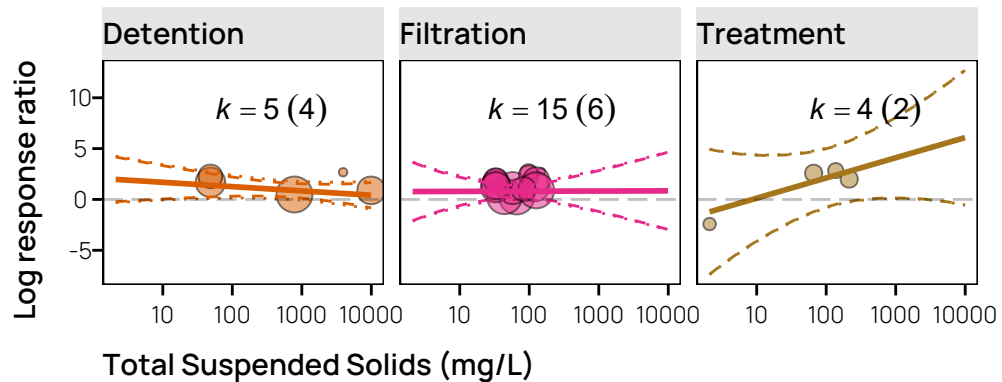 Detention
Filtration
Treatment
Log response ratio
10
5
0
-5
k = 5 (4)
k = 15 (6)
k = 4 (2)
10 100 1000 10000
10 100 1000 10000
10 100 1000 10000
Total Suspended Solids (mg/L)